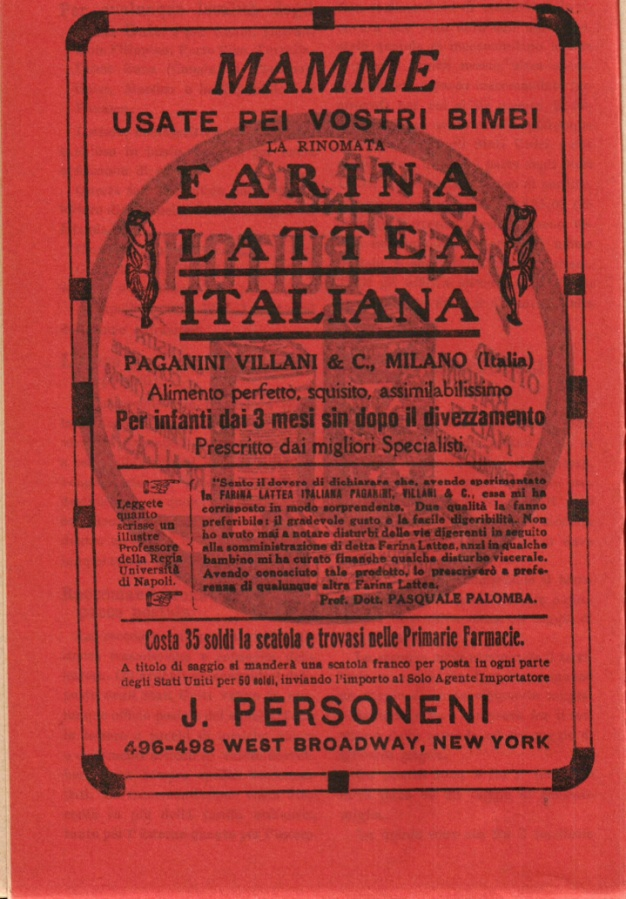 MAMME
USATE PEI VOSTRI BIMBI
LA RINOMATA
FARINA
LATTEA
ITALIANA
PAGANINI VILLANI & C., MILANO (Italia)
Alimento perfetto, squisito, assimilabilissimo
Per infanti dai 3 mesi sin dopo il divezzamento
Prescritto dai migliori Specialisti.
Leggete
quanto
scrisse un
illustre
Professore
della Regia
Università
di Napoli.
"Sento il dovere di dichiarare che, avendo sperimentato
la FARINA LATTEA ITALIANA PAGANINI, VILLANI & C., essa mi ha
corrisposto in modo sorprendente. Due qualità la fanno
preferibile: il gradevole gusto e la facile digeribilità. Non
ho avuto mai a notare disturbi delle vie digerenti in seguito
alla somministrazione di detta Farina Lattea, anzi in qualche
bambino mi ha curato finanche qualche disturbo viscerale.
Avendo conosciuto tale prodotto, lo prescriverò a prefe-
renza di qualunque altra Farina Lattea.
Prof. Dott. PASQUALE PALOMBA.
Costa 35 soldi la scatola e trovasi nelle Primarie Farmacie.
A titolo di saggio si manderà una scatola franco per posta in ogni parte
degli Stati Uniti per 50 soldi, inviando l'importo al Solo Agente Importatore
J. PERSONENI
496-498 WEST BROADWAY, NEW YORK